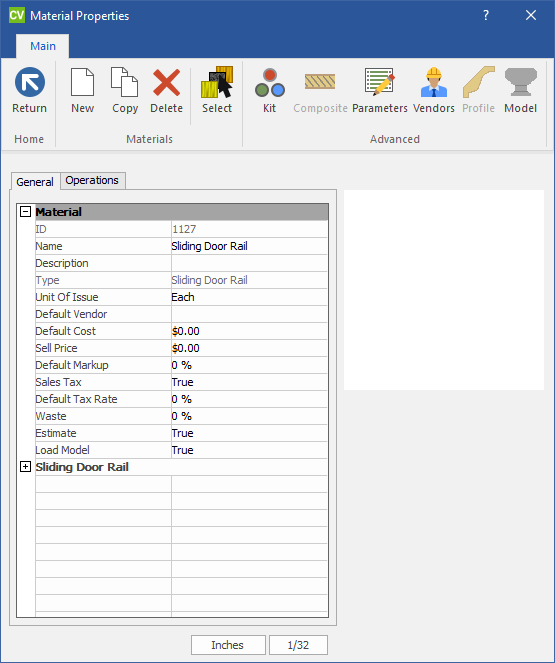 CV Material Properties ?
Main
Return New Copy Delete Select Kit Composite Parameters Vendors Profile Model
Home Materials Advanced
General Operations
Material
ID 1127
Name Sliding Door Rail
Description
Type Sliding Door Rail
Unit Of Issue Each
Default Vendor
Default Cost $0.00
Sell Price $0.00
Default Markup 0 %
Sales Tax True
Default Tax Rate 0 %
Waste 0 %
Estimate True
Load Model True
Sliding Door Rail
Inches 1/32